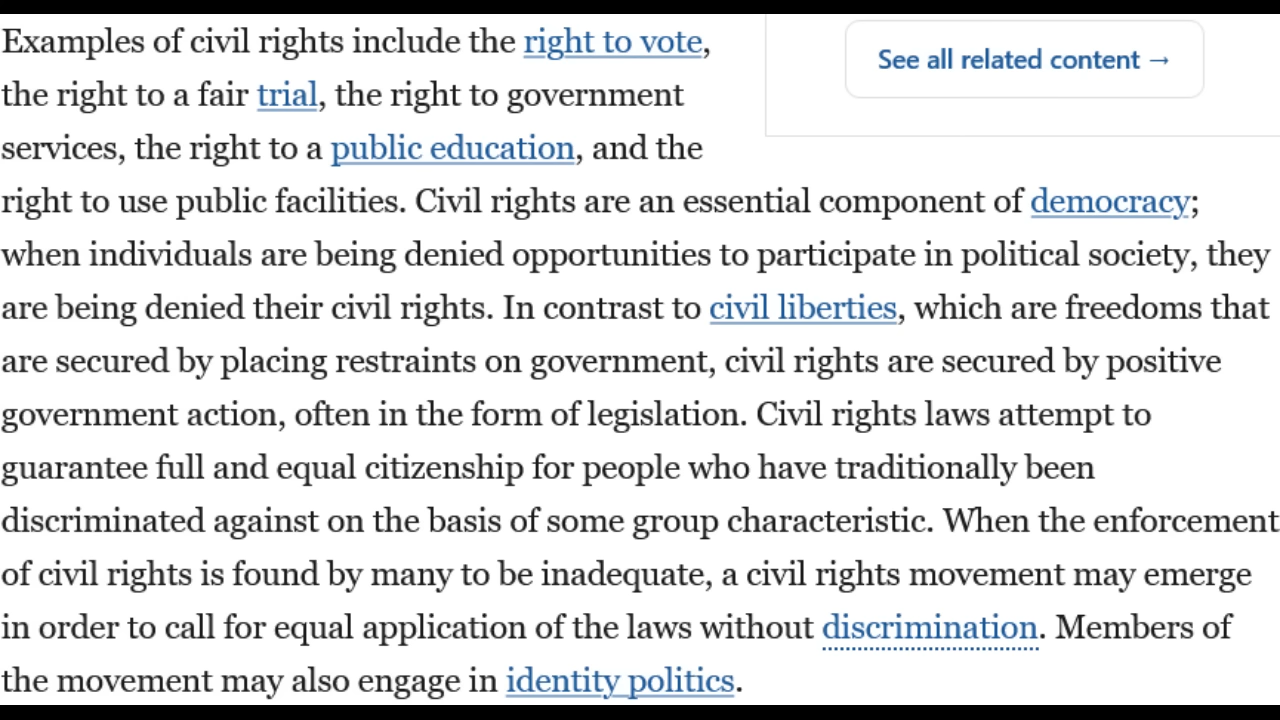 Examples of civil rights include the right to vote,
the right to a fair trial, the right to government
services, the right to a public education, and the
right to use public facilities. Civil rights are an essential component of democracy;
when individuals are being denied opportunities to participate in political society, they
are being denied their civil rights. In contrast to civil liberties, which are freedoms that
are secured by placing restraints on government, civil rights are secured by positive
government action, often in the form of legislation. Civil rights laws attempt to
guarantee full and equal citizenship for people who have traditionally been
discriminated against on the basis of some group characteristic. When the enforcement
of civil rights is found by many to be inadequate, a civil rights movement may emerge
in order to call for equal application of the laws without discrimination. Members of
the movement may also engage in identity politics.
See all related content →